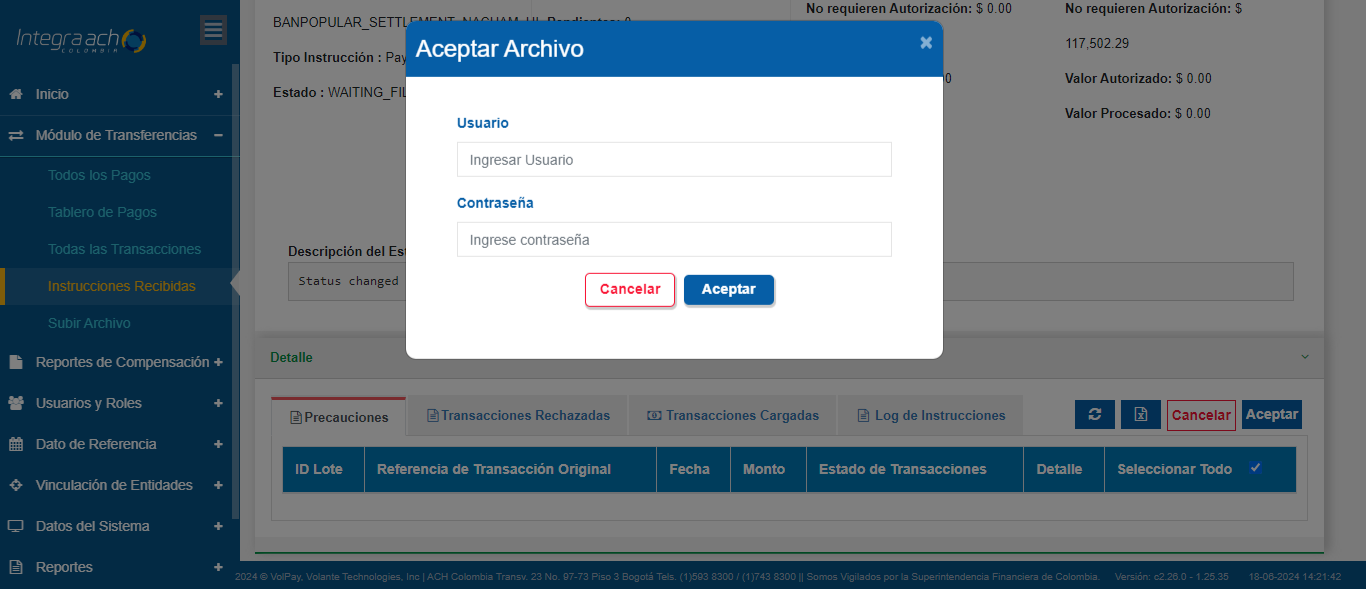 Integra ach
COLOMBIA
Inicio +
Módulo de Transferencias −
Todos los Pagos
Tablero de Pagos
Todas las Transacciones
Instrucciones Recibidas
Subir Archivo
Reportes de Compensación +
Usuarios y Roles +
Dato de Referencia +
Vinculación de Entidades +
Datos del Sistema +
Reportes +
BANPOPULAR_SETTLEMENT_NACHAM_
Tipo Instrucción : Pay
Estado : WAITING_FIL
Pendientes: 0
No requieren Autorización: $ 0.00
0
No requieren Autorización: $
117,502.29
Valor Autorizado: $ 0.00
Valor Procesado: $ 0.00
Aceptar Archivo ×
Usuario
Ingresar Usuario
Contraseña
Ingrese contraseña
Cancelar Aceptar
Descripción del Es
Status changed
Detalle
Precauciones Transacciones Rechazadas Transacciones Cargadas Log de Instrucciones Cancelar Aceptar
ID Lote Referencia de Transacción Original Fecha Monto Estado de Transacciones Detalle Seleccionar Todo
2024 © VolPay, Volante Technologies, Inc | ACH Colombia Transv. 23 No. 97-73 Piso 3 Bogotá Tels. (1)593 8300 / (1)743 8300 || Somos Vigilados por la Superintendencia Financiera de Colombia. Versión: c2.26.0 - 1.25.35 18-06-2024 14:21:42